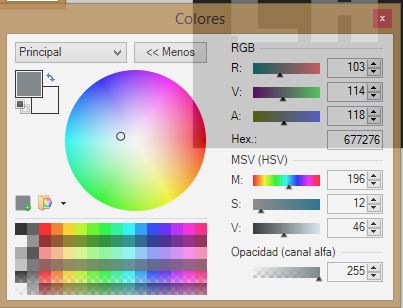 Colores
x
Principal
<< Menos
RGB
R: 103
V: 114
A: 118
Hex.: 677276
MSV (HSV)
M: 196
S: 12
V: 46
Opacidad (canal alfa)
255